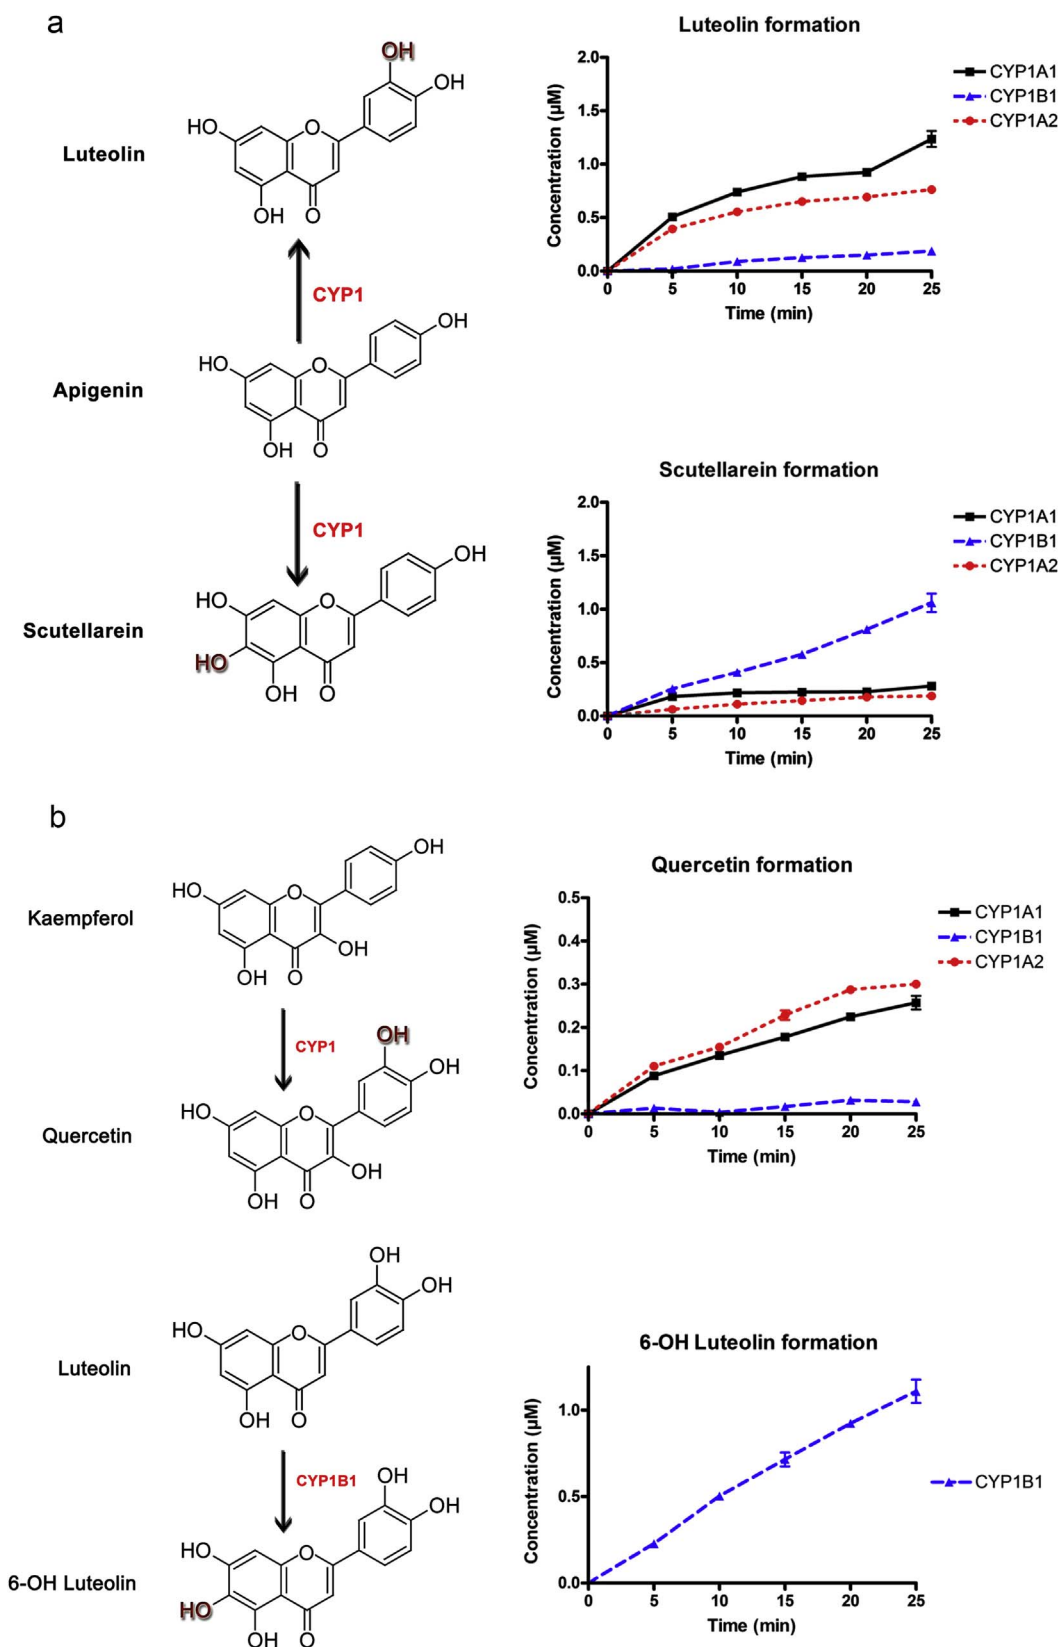 a
Luteolin
OH
OH
HO
O
OH
O
Luteolin formation
Concentration (µM)
2.0
1.5
1.0
0.5
0.0
0 5 10 15 20 25
Time (min)
CYP1A1
CYP1B1
CYP1A2
CYP1
Apigenin
OH
HO
O
OH
O
CYP1
Scutellarein
OH
HO
O
HO
OH
O
Scutellarein formation
Concentration (µM)
2.0
1.5
1.0
0.5
0.0
0 5 10 15 20 25
Time (min)
CYP1A1
CYP1B1
CYP1A2
b
Kaempferol
OH
HO
O
OH
OH
O
CYP1
Quercetin
OH
OH
HO
O
OH
OH
O
Quercetin formation
Concentration (µM)
0.5
0.4
0.3
0.2
0.1
0.0
0 5 10 15 20 25
Time (min)
CYP1A1
CYP1B1
CYP1A2
Luteolin
OH
OH
HO
O
OH
O
CYP1B1
6-OH Luteolin
OH
OH
HO
O
HO
OH
O
6-OH Luteolin formation
Concentration (µM)
1.0
0.5
0.0
0 5 10 15 20 25
Time (min)
CYP1B1